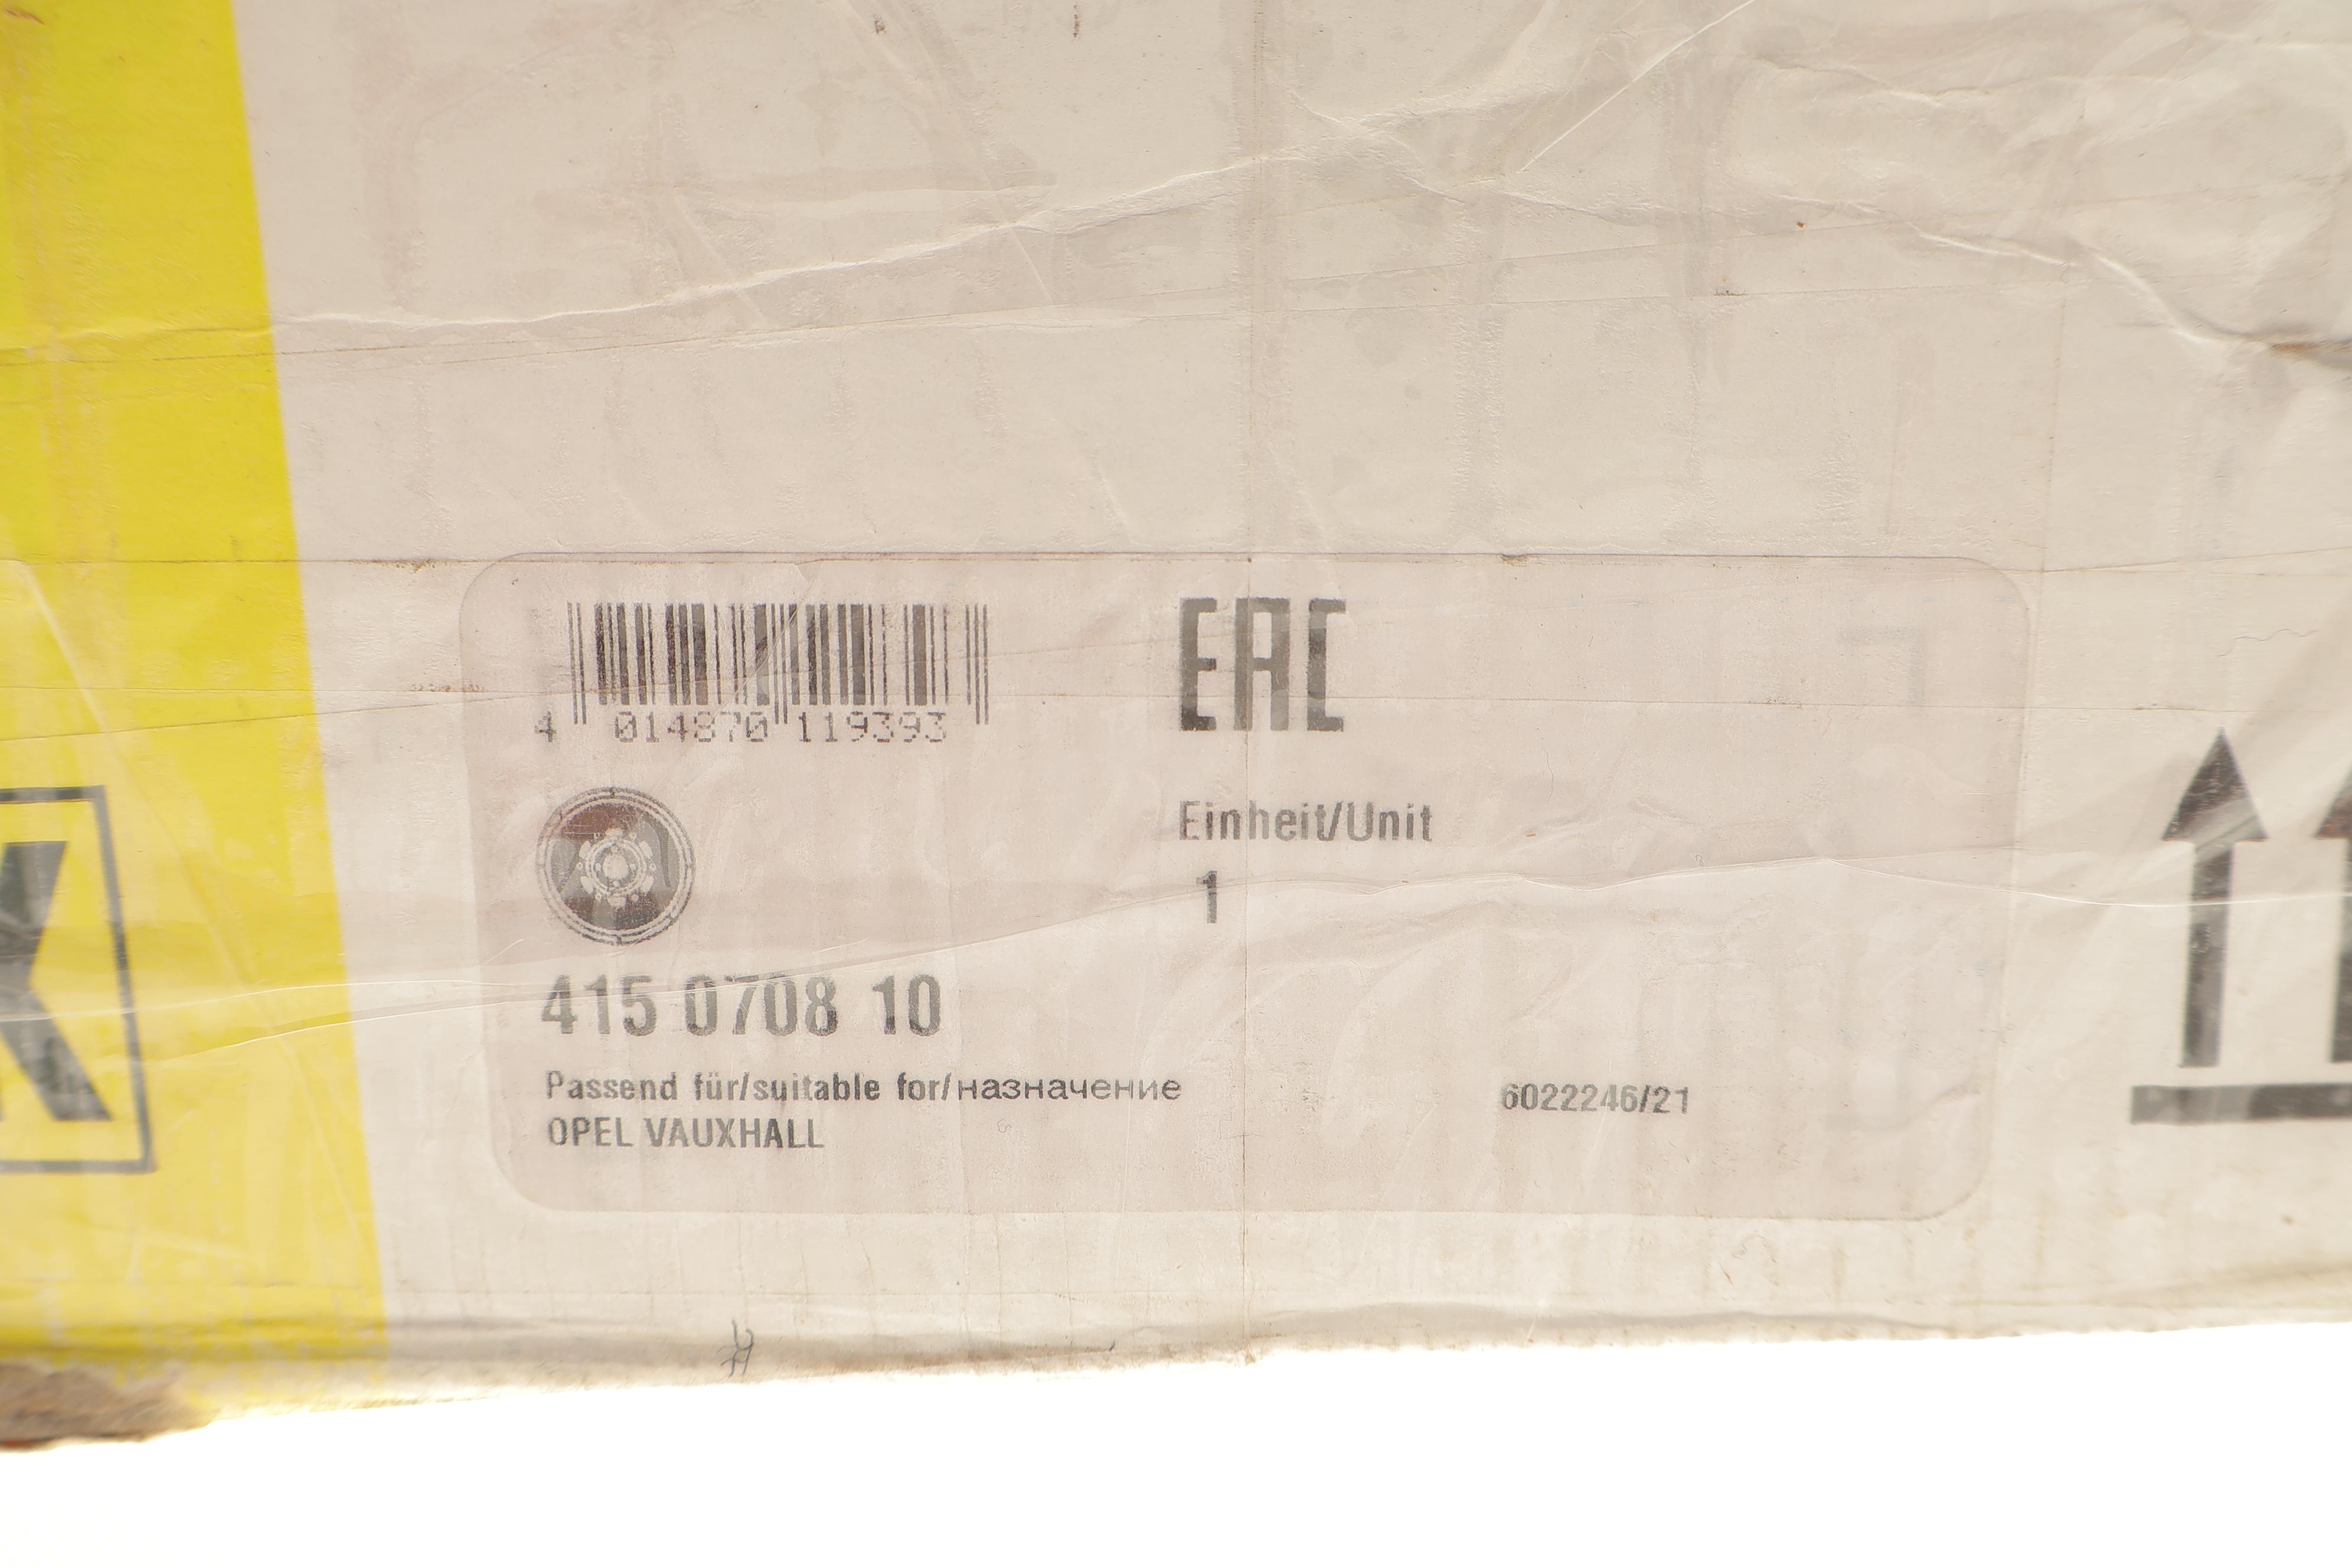 EAC
4 014870 119393
Einheit/Unit
1
K
415 0708 10
Passend für/suitable for/назначение
OPEL VAUXHALL
6022246/21